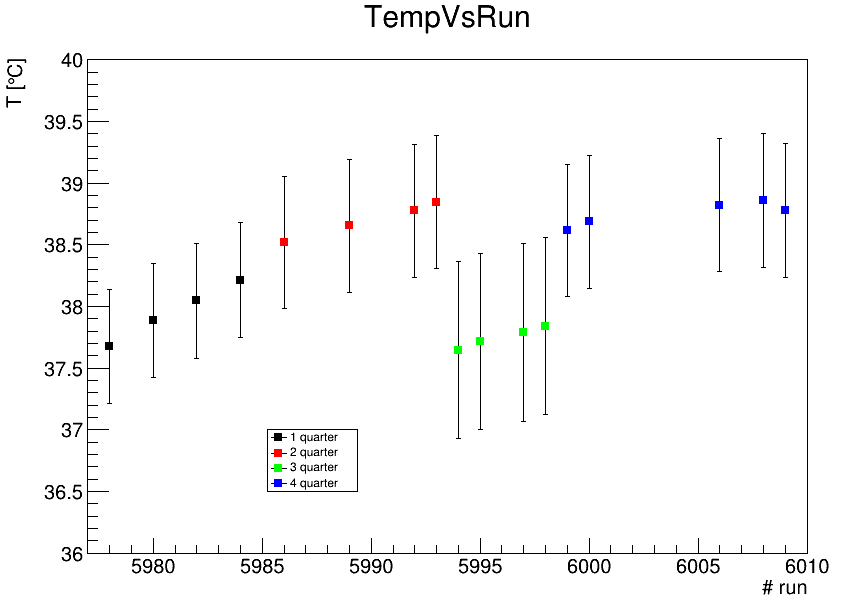 TempVsRun
T [°C]
40
39.5
39
38.5
38
37.5
37
36.5
36
1 quarter
2 quarter
3 quarter
4 quarter
5980 5985 5990 5995 6000 6005 6010
# run